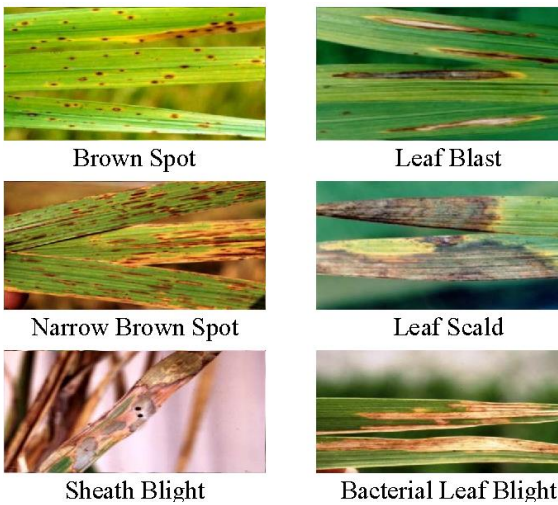 Brown Spot
Leaf Blast
Narrow Brown Spot
Leaf Scald
Sheath Blight
Bacterial Leaf Blight